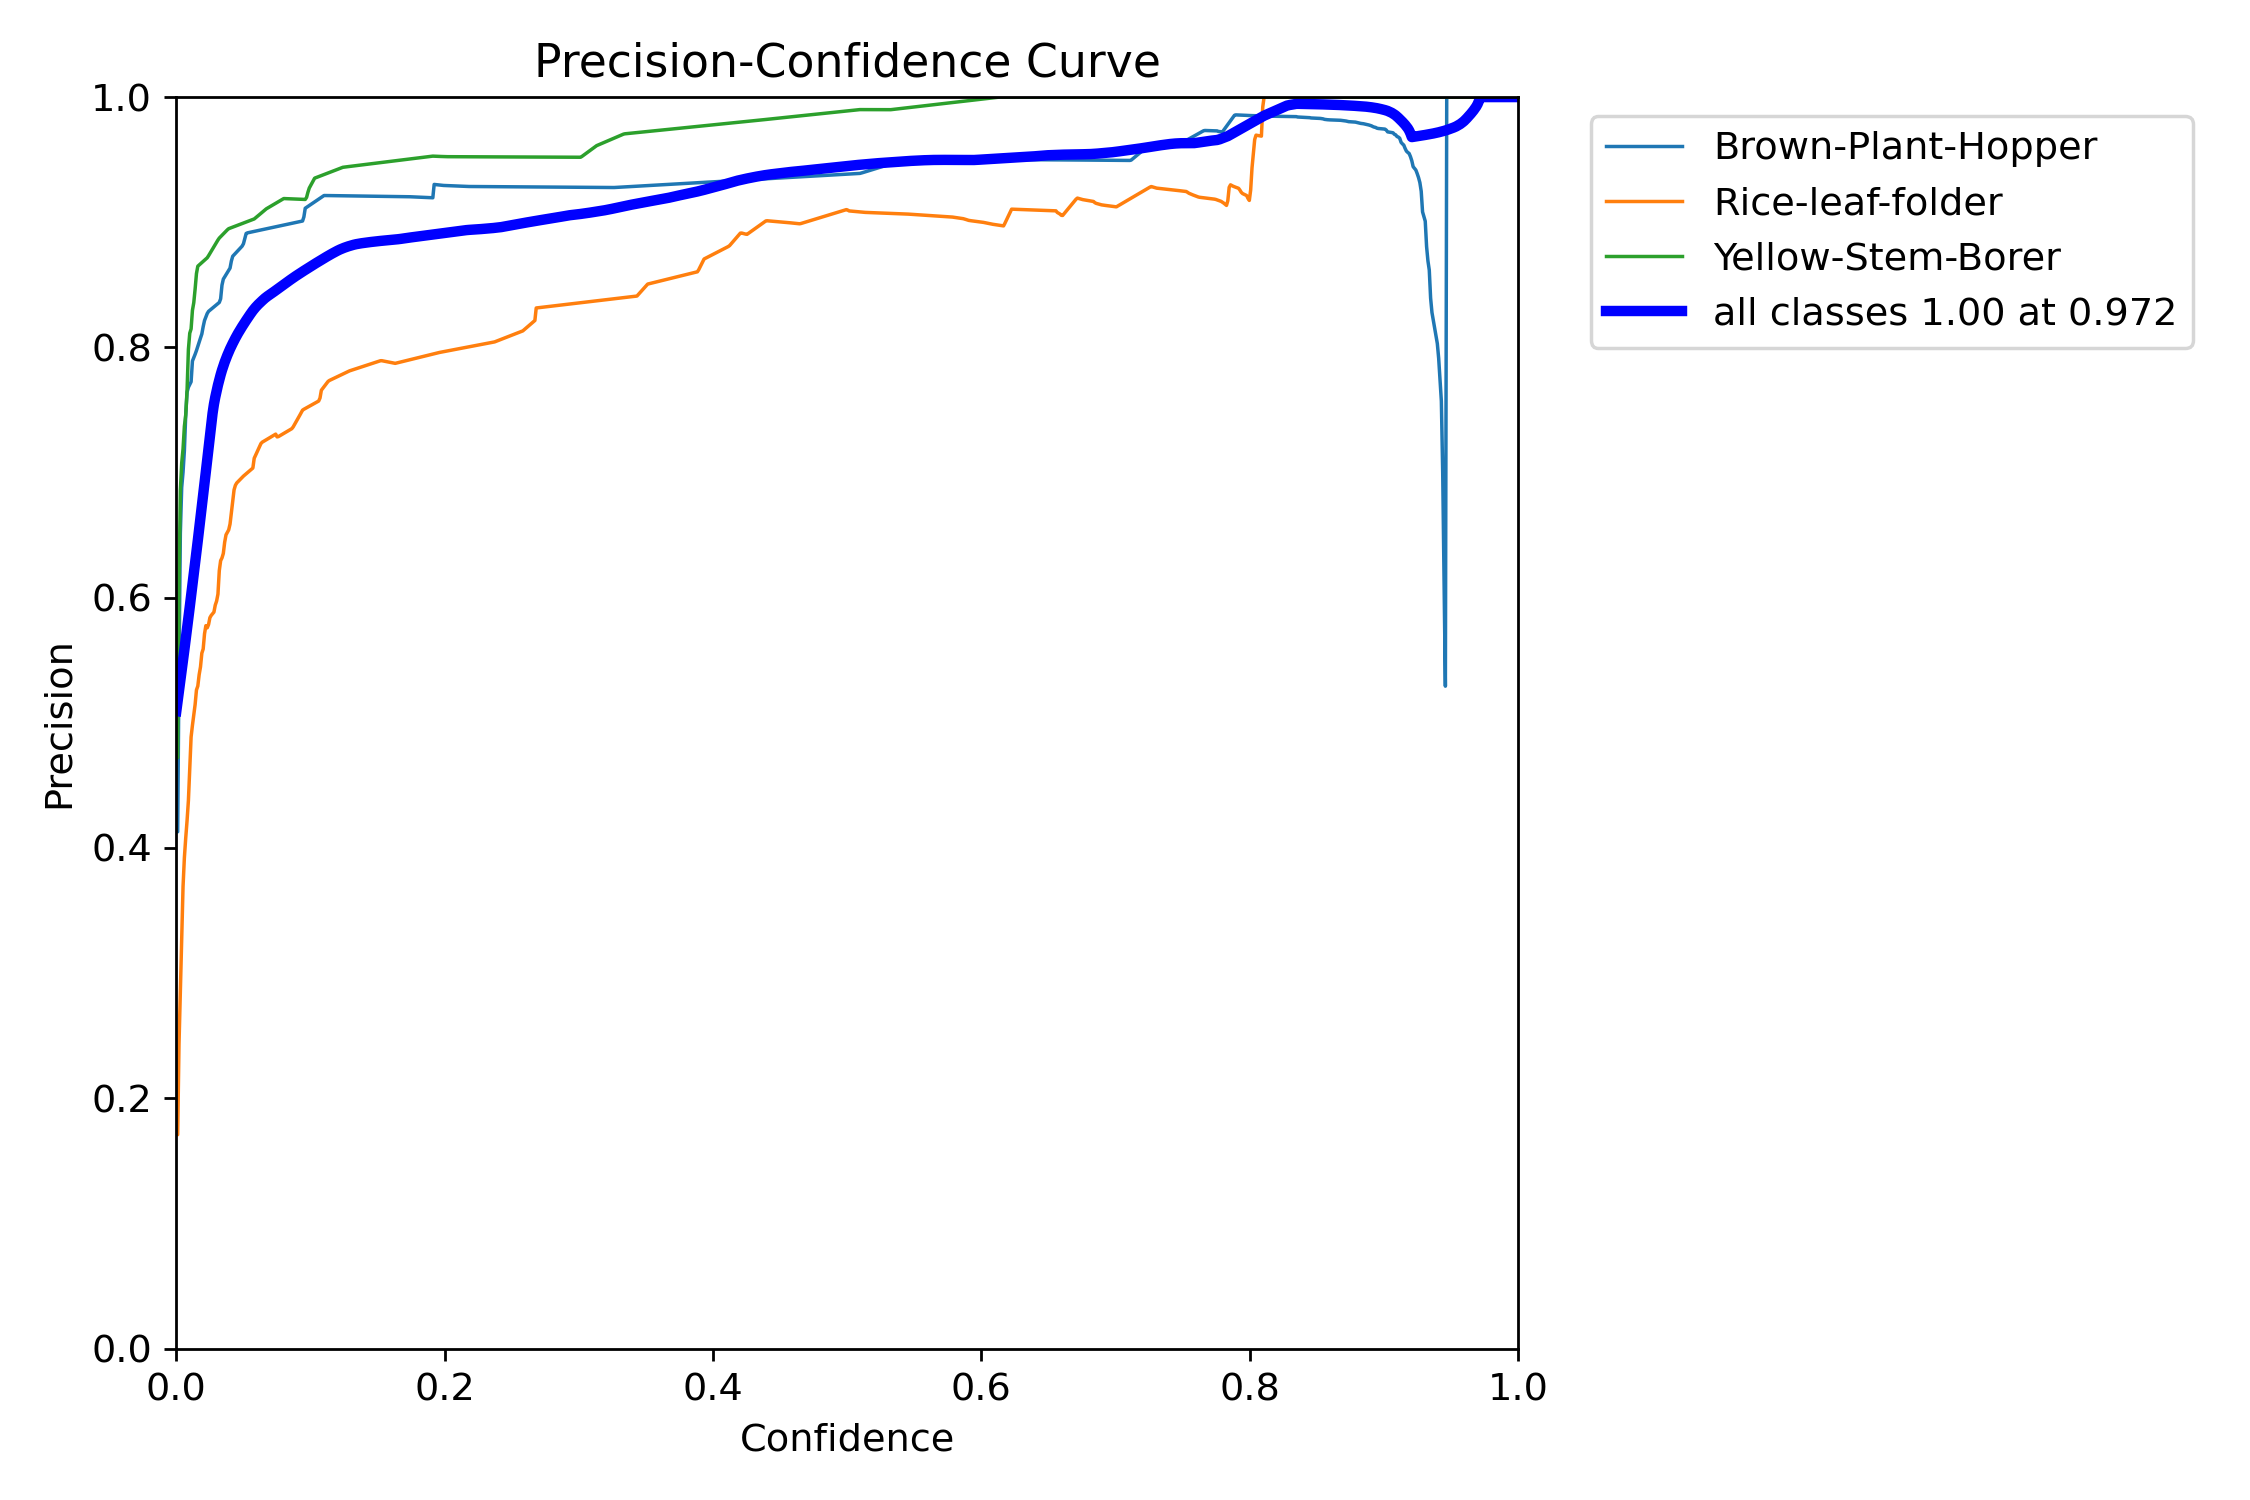 Precision-Confidence Curve
1.0
0.8
0.6
0.4
0.2
0.0
Precision
0.0 0.2 0.4 0.6 0.8 1.0
Confidence
Brown-Plant-Hopper
Rice-leaf-folder
Yellow-Stem-Borer
all classes 1.00 at 0.972